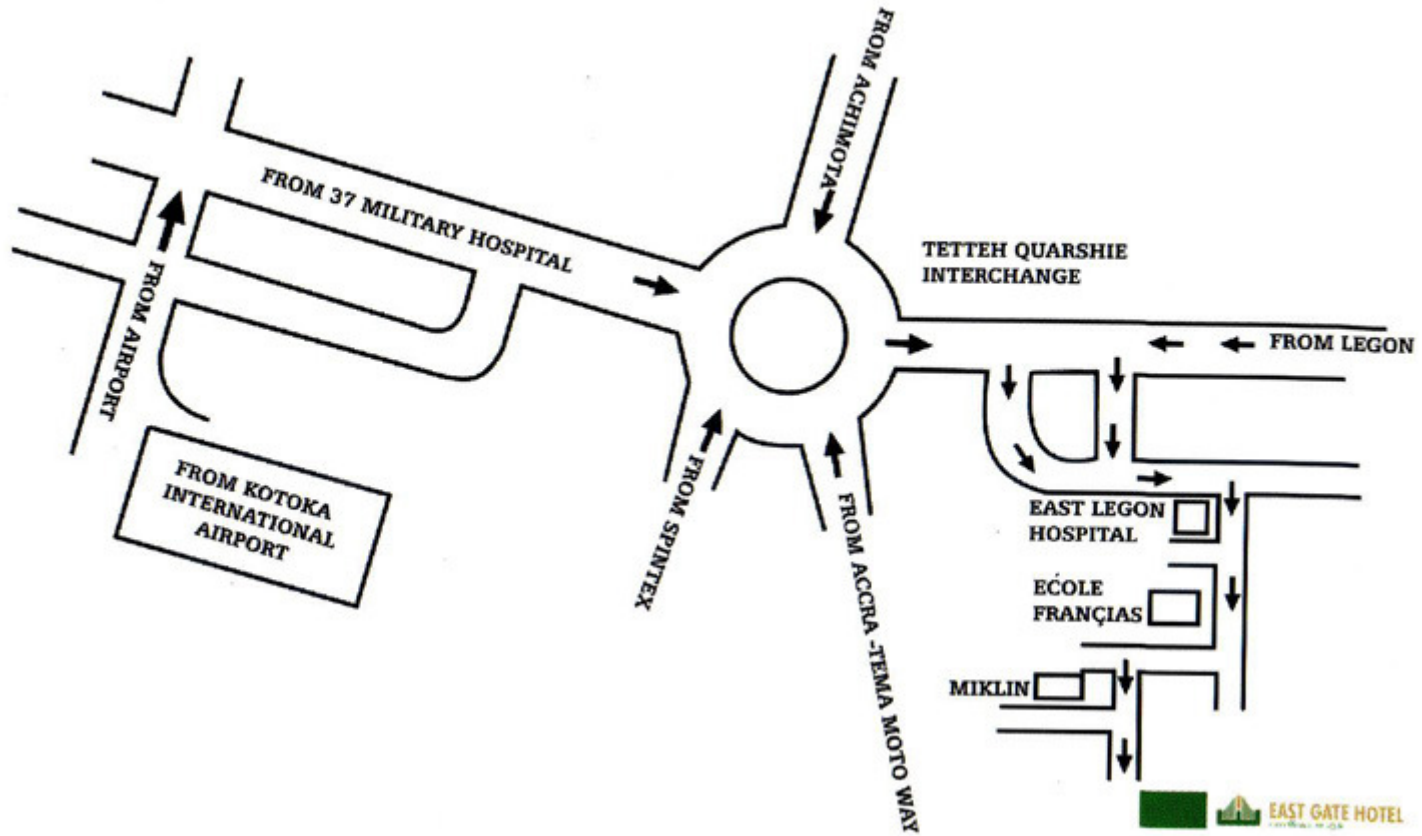 FROM ACHIMOTA
FROM 37 MILITARY HOSPITAL
TETTEH QUARSHIE
INTERCHANGE
FROM LEGON
FROM AIRPORT
FROM KOTOKA
INTERNATIONAL
AIRPORT
FROM SPINTEX
FROM ACCRA -TEMA MOTO WAY
EAST LEGON
HOSPITAL
EĆOLE
FRANÇIAS
MIKLIN
EAST GATE HOTEL